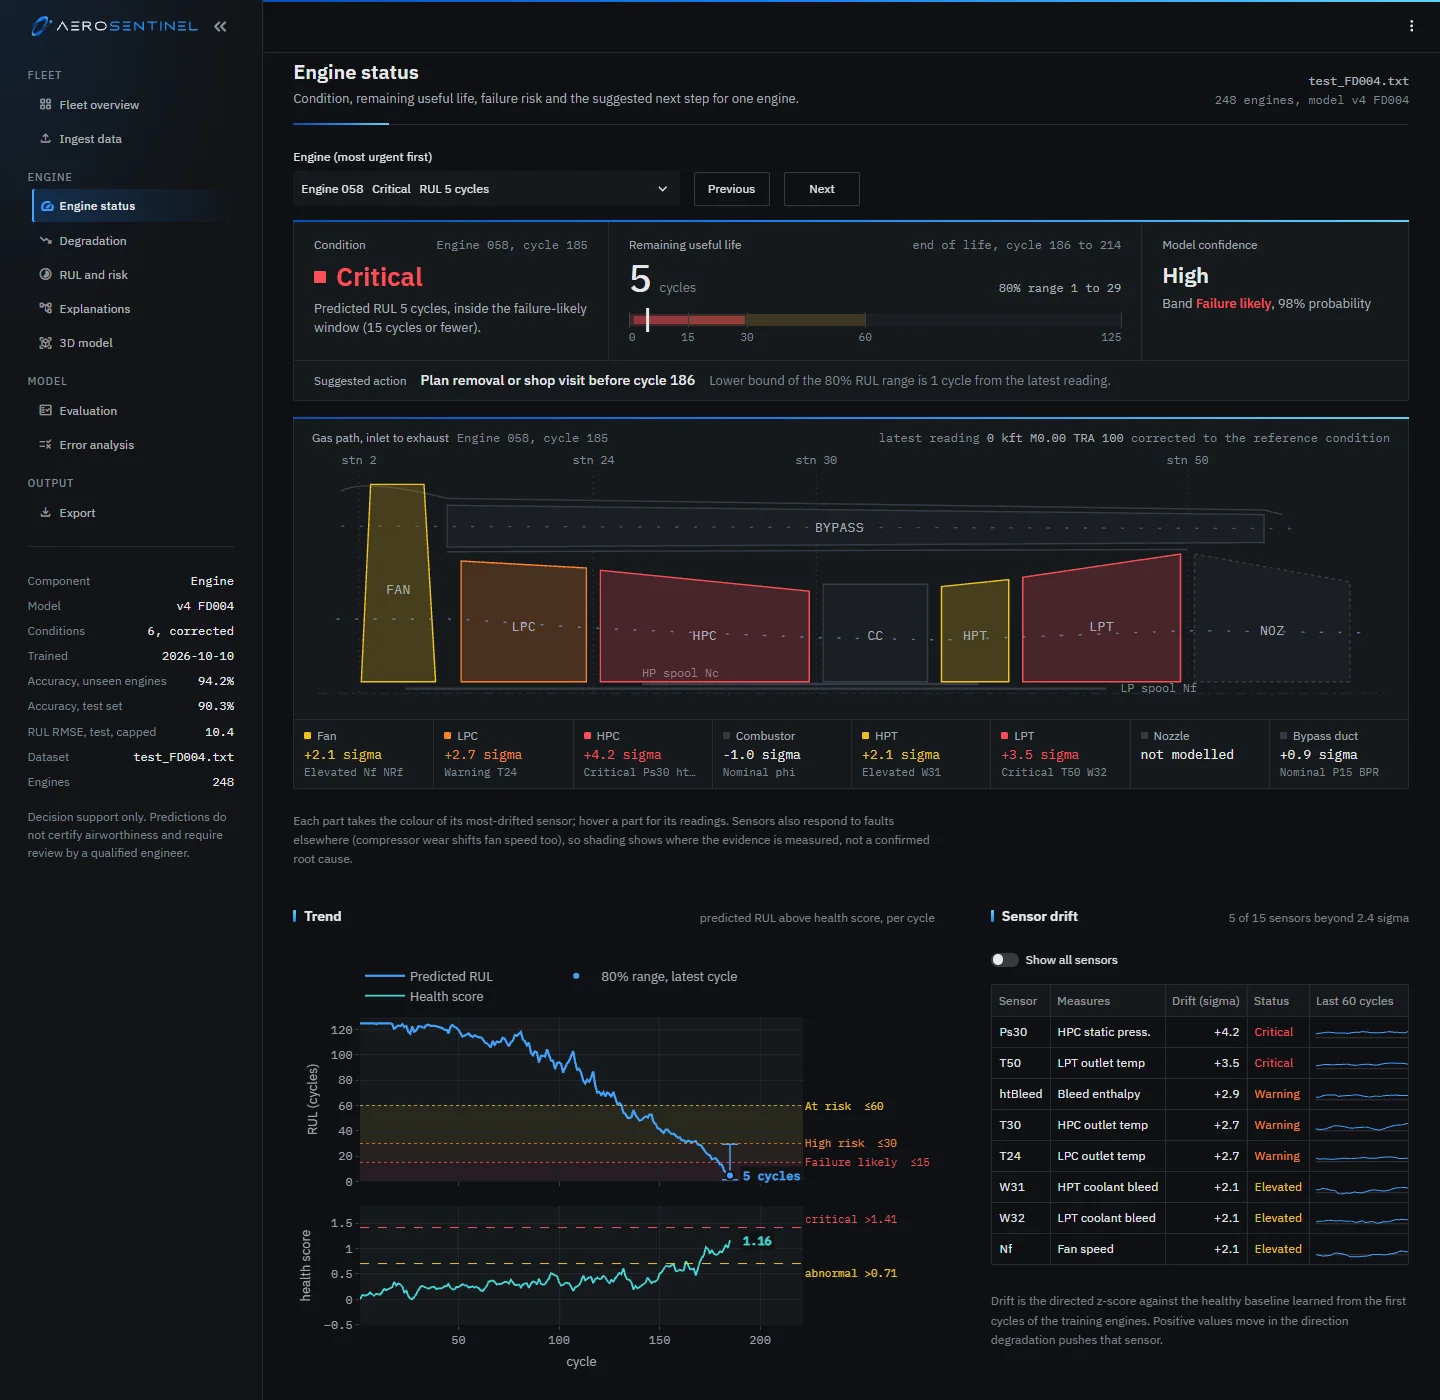 AEROSENTINEL
FLEET
Fleet overview
Ingest data
ENGINE
Engine status
Degradation
RUL and risk
Explanations
3D model
MODEL
Evaluation
Error analysis
OUTPUT
Export
Component Engine
Model v4 FD004
Conditions 6, corrected
Trained 2026-10-10
Accuracy, unseen engines 94.2%
Accuracy, test set 90.3%
RUL RMSE, test, capped 10.4
Dataset test_FD004.txt
Engines 248
Decision support only. Predictions do
not certify airworthiness and require
review by a qualified engineer.
Engine status
Condition, remaining useful life, failure risk and the suggested next step for one engine.
test_FD004.txt
248 engines, model v4 FD004
Engine (most urgent first)
Engine 058 Critical RUL 5 cycles
Previous
Next
Condition Engine 058, cycle 185
Critical
Predicted RUL 5 cycles, inside the failure-likely
window (15 cycles or fewer).
Remaining useful life end of life, cycle 186 to 214
5 cycles 80% range 1 to 29
0 15 30 60 125
Model confidence
High
Band Failure likely, 98% probability
Suggested action Plan removal or shop visit before cycle 186 Lower bound of the 80% RUL range is 1 cycle from the latest reading.
Gas path, inlet to exhaust Engine 058, cycle 185 latest reading 0 kft M0.00 TRA 100 corrected to the reference condition
stn 2 stn 24 stn 30 stn 50
BYPASS
FAN
LPC
HPC
CC
HPT
LPT
NOZ
HP spool Nc
LP spool Nf
Fan
+2.1 sigma
Elevated Nf NRf
LPC
+2.7 sigma
Warning T24
HPC
+4.2 sigma
Critical Ps30 ht…
Combustor
-1.0 sigma
Nominal phi
HPT
+2.1 sigma
Elevated W31
LPT
+3.5 sigma
Critical T50 W32
Nozzle
not modelled
Bypass duct
+0.9 sigma
Nominal P15 BPR
Each part takes the colour of its most-drifted sensor; hover a part for its readings. Sensors also respond to faults
elsewhere (compressor wear shifts fan speed too), so shading shows where the evidence is measured, not a confirmed
root cause.
Trend predicted RUL above health score, per cycle
Predicted RUL 80% range, latest cycle
Health score
RUL (cycles)
120
100
80
60
40
20
0
At risk ≤60
High risk ≤30
Failure likely ≤15
5 cycles
health score
1.5
1
0.5
0
−0.5
critical >1.41
1.16
abnormal >0.71
50 100 150 200
cycle
Sensor drift 5 of 15 sensors beyond 2.4 sigma
Show all sensors
Sensor Measures Drift (sigma) Status Last 60 cycles
Ps30 HPC static press. +4.2 Critical
T50 LPT outlet temp +3.5 Critical
htBleed Bleed enthalpy +2.9 Warning
T30 HPC outlet temp +2.7 Warning
T24 LPC outlet temp +2.7 Warning
W31 HPT coolant bleed +2.1 Elevated
W32 LPT coolant bleed +2.1 Elevated
Nf Fan speed +2.1 Elevated
Drift is the directed z-score against the healthy baseline learned from the first
cycles of the training engines. Positive values move in the direction
degradation pushes that sensor.